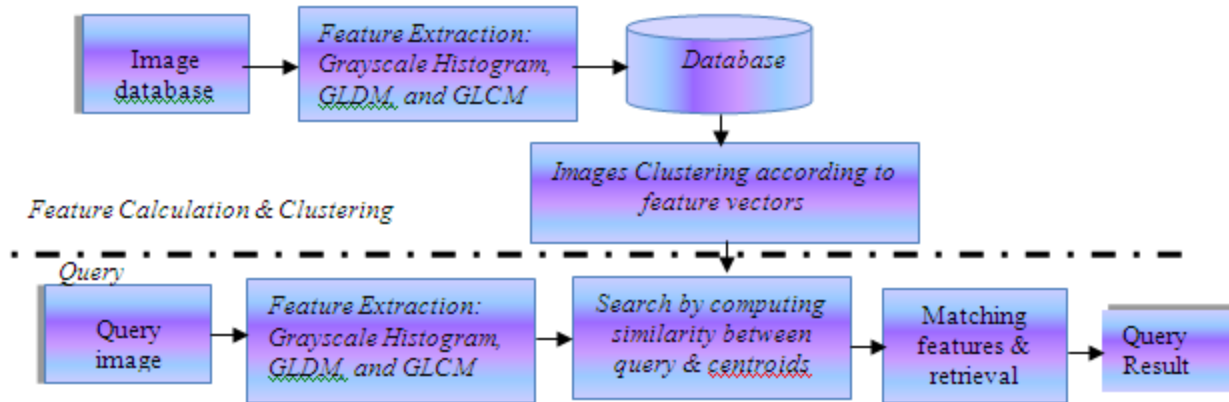 Image
database
Feature Extraction:
Grayscale Histogram,
GLDM, and GLCM
Database
Images Clustering according to
feature vectors
Feature Calculation & Clustering
Query
Query
image
Feature Extraction:
Grayscale Histogram,
GLDM, and GLCM
Search by computing
similarity between
query & centroids
Matching
features &
retrieval
Query
Result